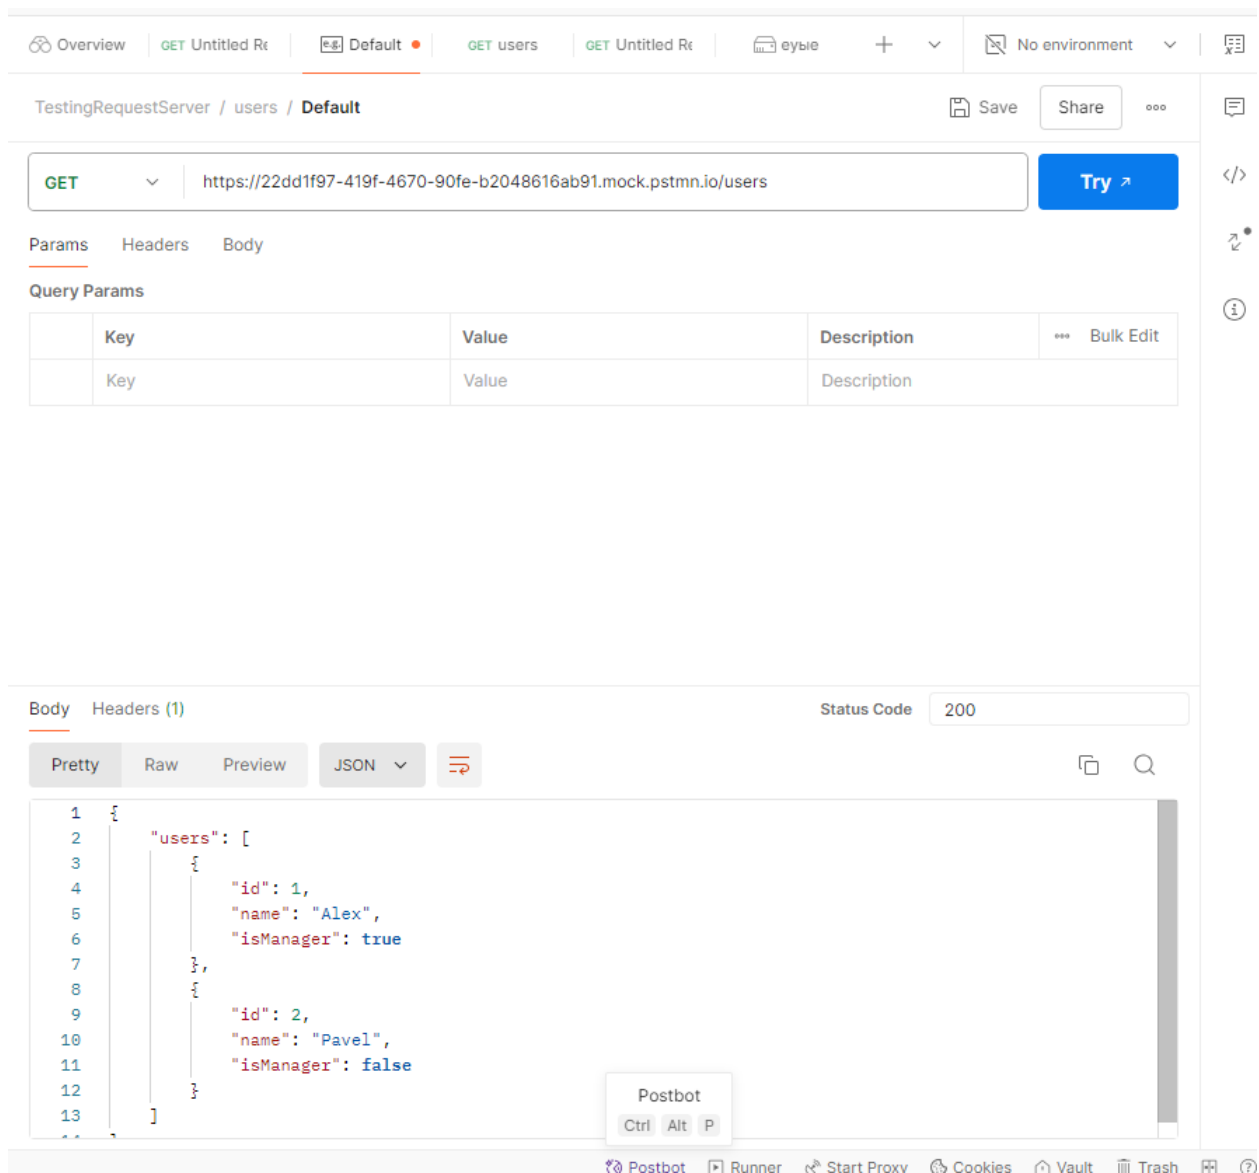 Overview GET Untitled Re e.g. Default GET users GET Untitled Re еуые No environment
TestingRequestServer / users / Default Save Share
GET https://22dd1f97-419f-4670-90fe-b2048616ab91.mock.pstmn.io/users Try
Params Headers Body
Query Params
Key Value Description Bulk Edit
Key Value Description
Body Headers (1) Status Code 200
Pretty Raw Preview JSON
1 {
2 "users": [
3 {
4 "id": 1,
5 "name": "Alex",
6 "isManager": true
7 },
8 {
9 "id": 2,
10 "name": "Pavel",
11 "isManager": false
12 }
13 ]
Postbot
Ctrl Alt P
Postbot Runner Start Proxy Cookies Vault Trash